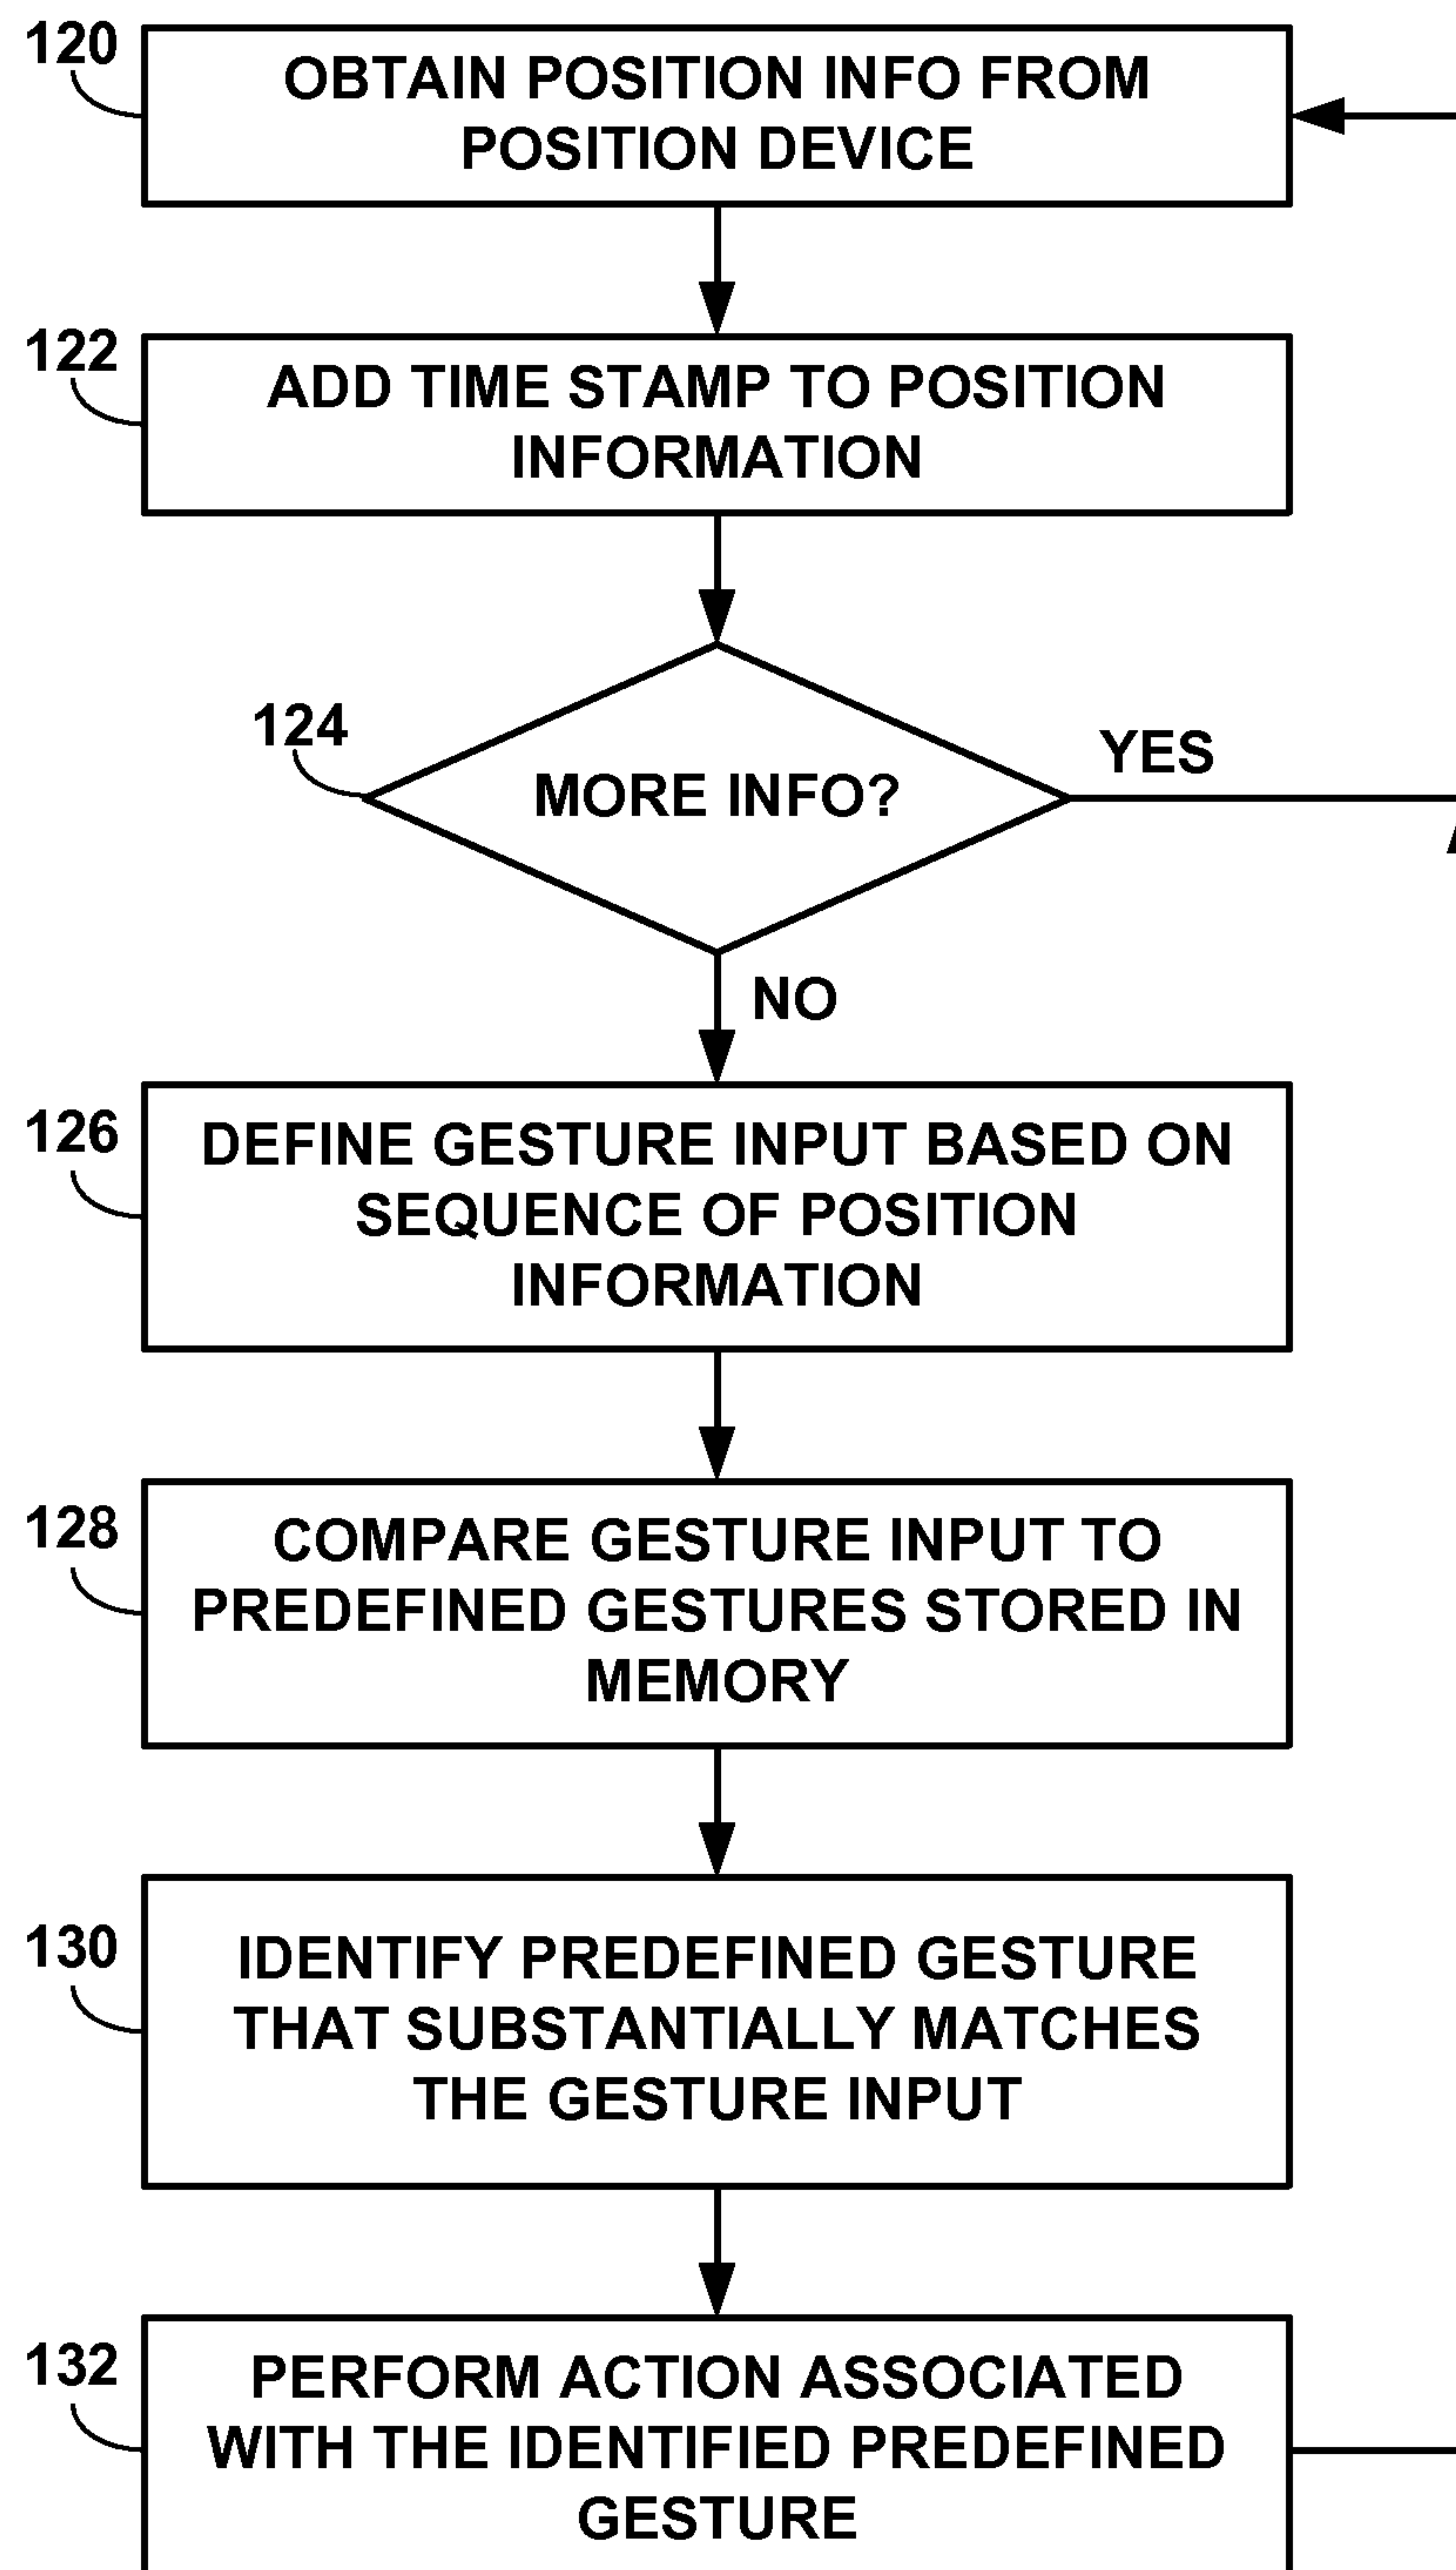 120
OBTAIN POSITION INFO FROM
POSITION DEVICE
122
ADD TIME STAMP TO POSITION
INFORMATION
124
MORE INFO?
YES
NO
126
DEFINE GESTURE INPUT BASED ON
SEQUENCE OF POSITION
INFORMATION
128
COMPARE GESTURE INPUT TO
PREDEFINED GESTURES STORED IN
MEMORY
130
IDENTIFY PREDEFINED GESTURE
THAT SUBSTANTIALLY MATCHES
THE GESTURE INPUT
132
PERFORM ACTION ASSOCIATED
WITH THE IDENTIFIED PREDEFINED
GESTURE